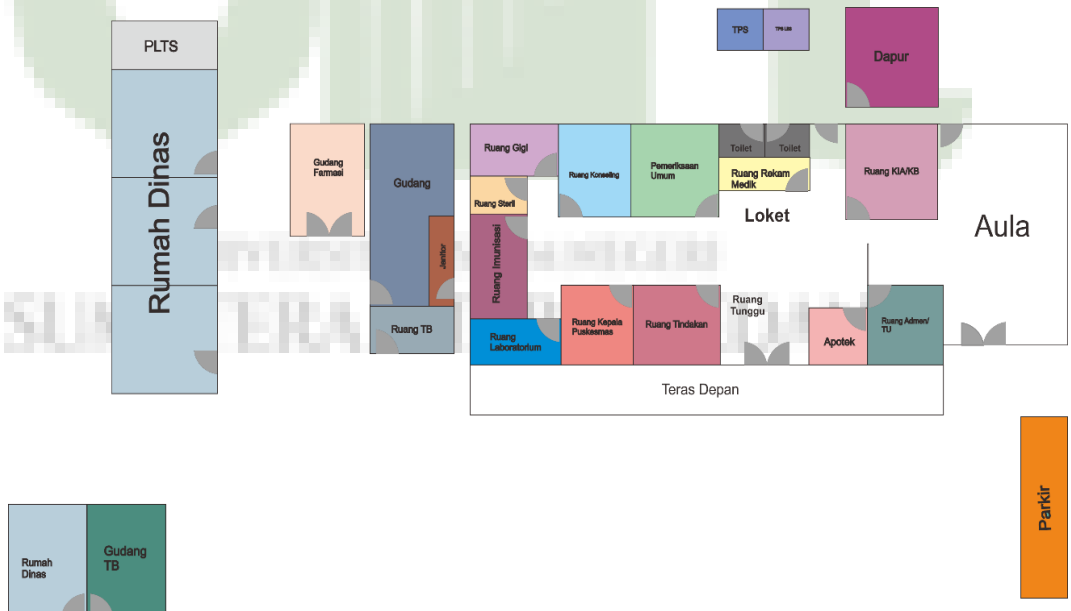 PLTS
TPS
Dapur
Rumah Dinas
Gudang
Farmasi
Gudang
Janitor
Ruang TB
Ruang Gigi
Ruang Steril
Ruang Imunisasi
Ruang
Laboratorium
Ruang Konseling
Pemeriksaan
Umum
Toilet
Toilet
Ruang Rekam
Medik
Loket
Ruang KIA/KB
Aula
Ruang Kepala
Puskesmas
Ruang Tindakan
Ruang
Tunggu
Apotek
Ruang Admen/
TU
Teras Depan
Parkir
Rumah
Dinas
Gudang
TB